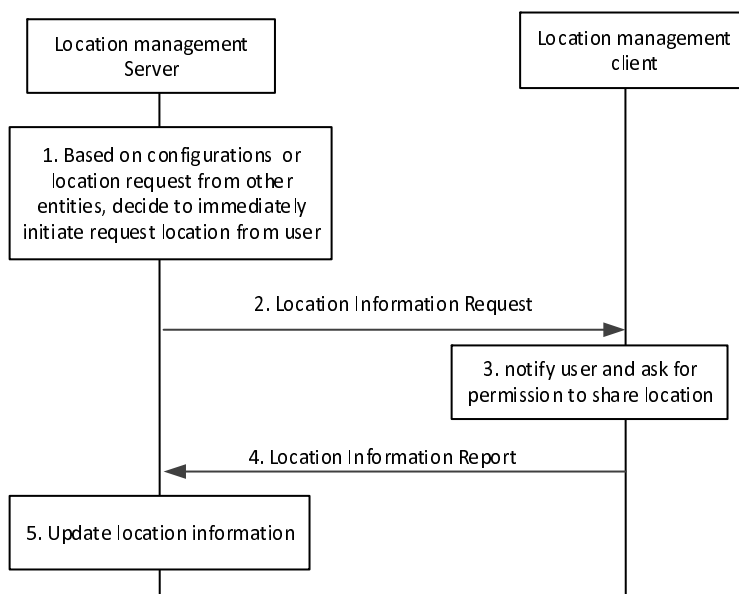 Location management
Server
Location management
client
1. Based on configurations or
location request from other
entities, decide to immediately
initiate request location from user
2. Location Information Request
3. notify user and ask for
permission to share location
4. Location Information Report
5. Update location information